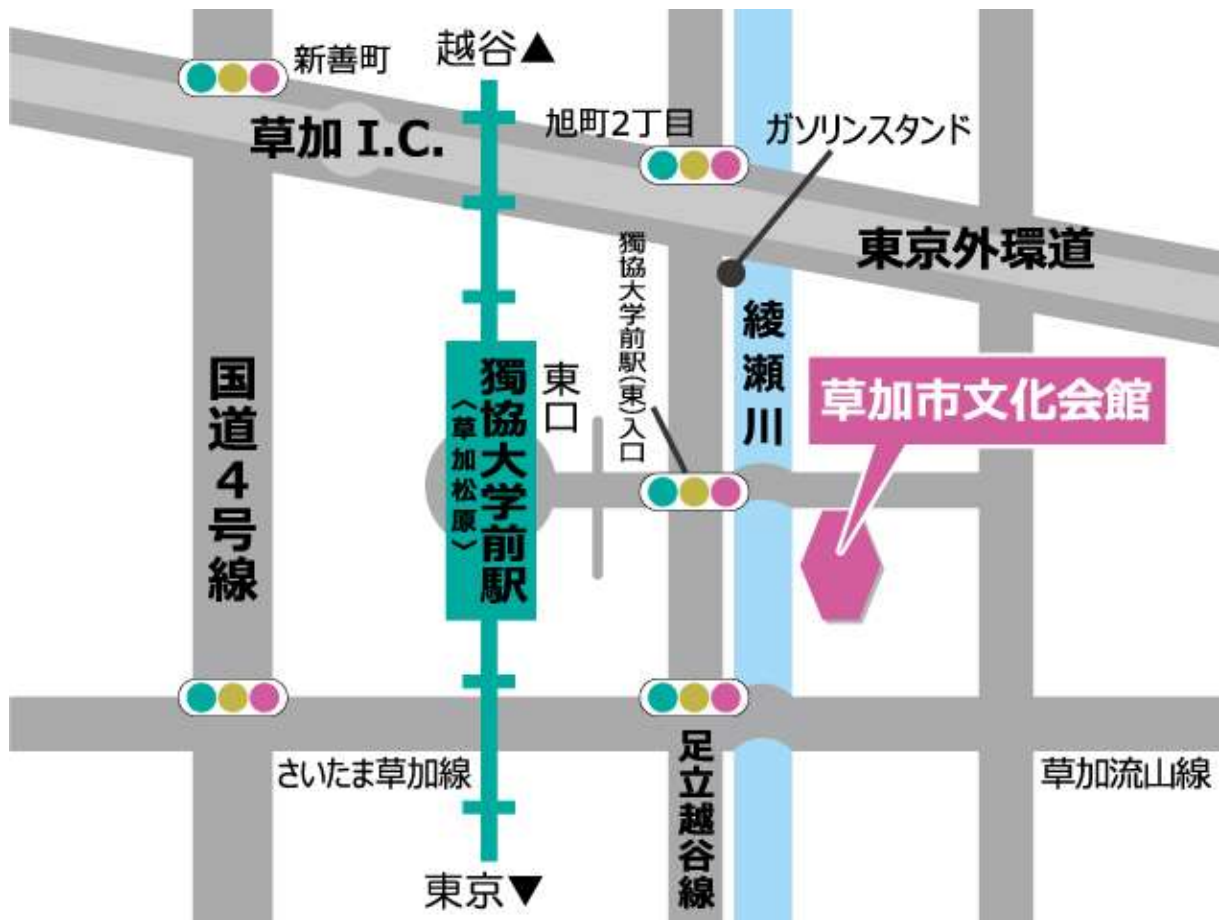 越谷▲
新善町
草加 I.C.
旭町2丁目
ガソリンスタンド
東京外環道
獨協大学前駅(東)入口
綾瀬川
草加市文化会館
国道4号線
獨協大学前駅
〈草加松原〉
東口
さいたま草加線
足立越谷線
草加流山線
東京▼